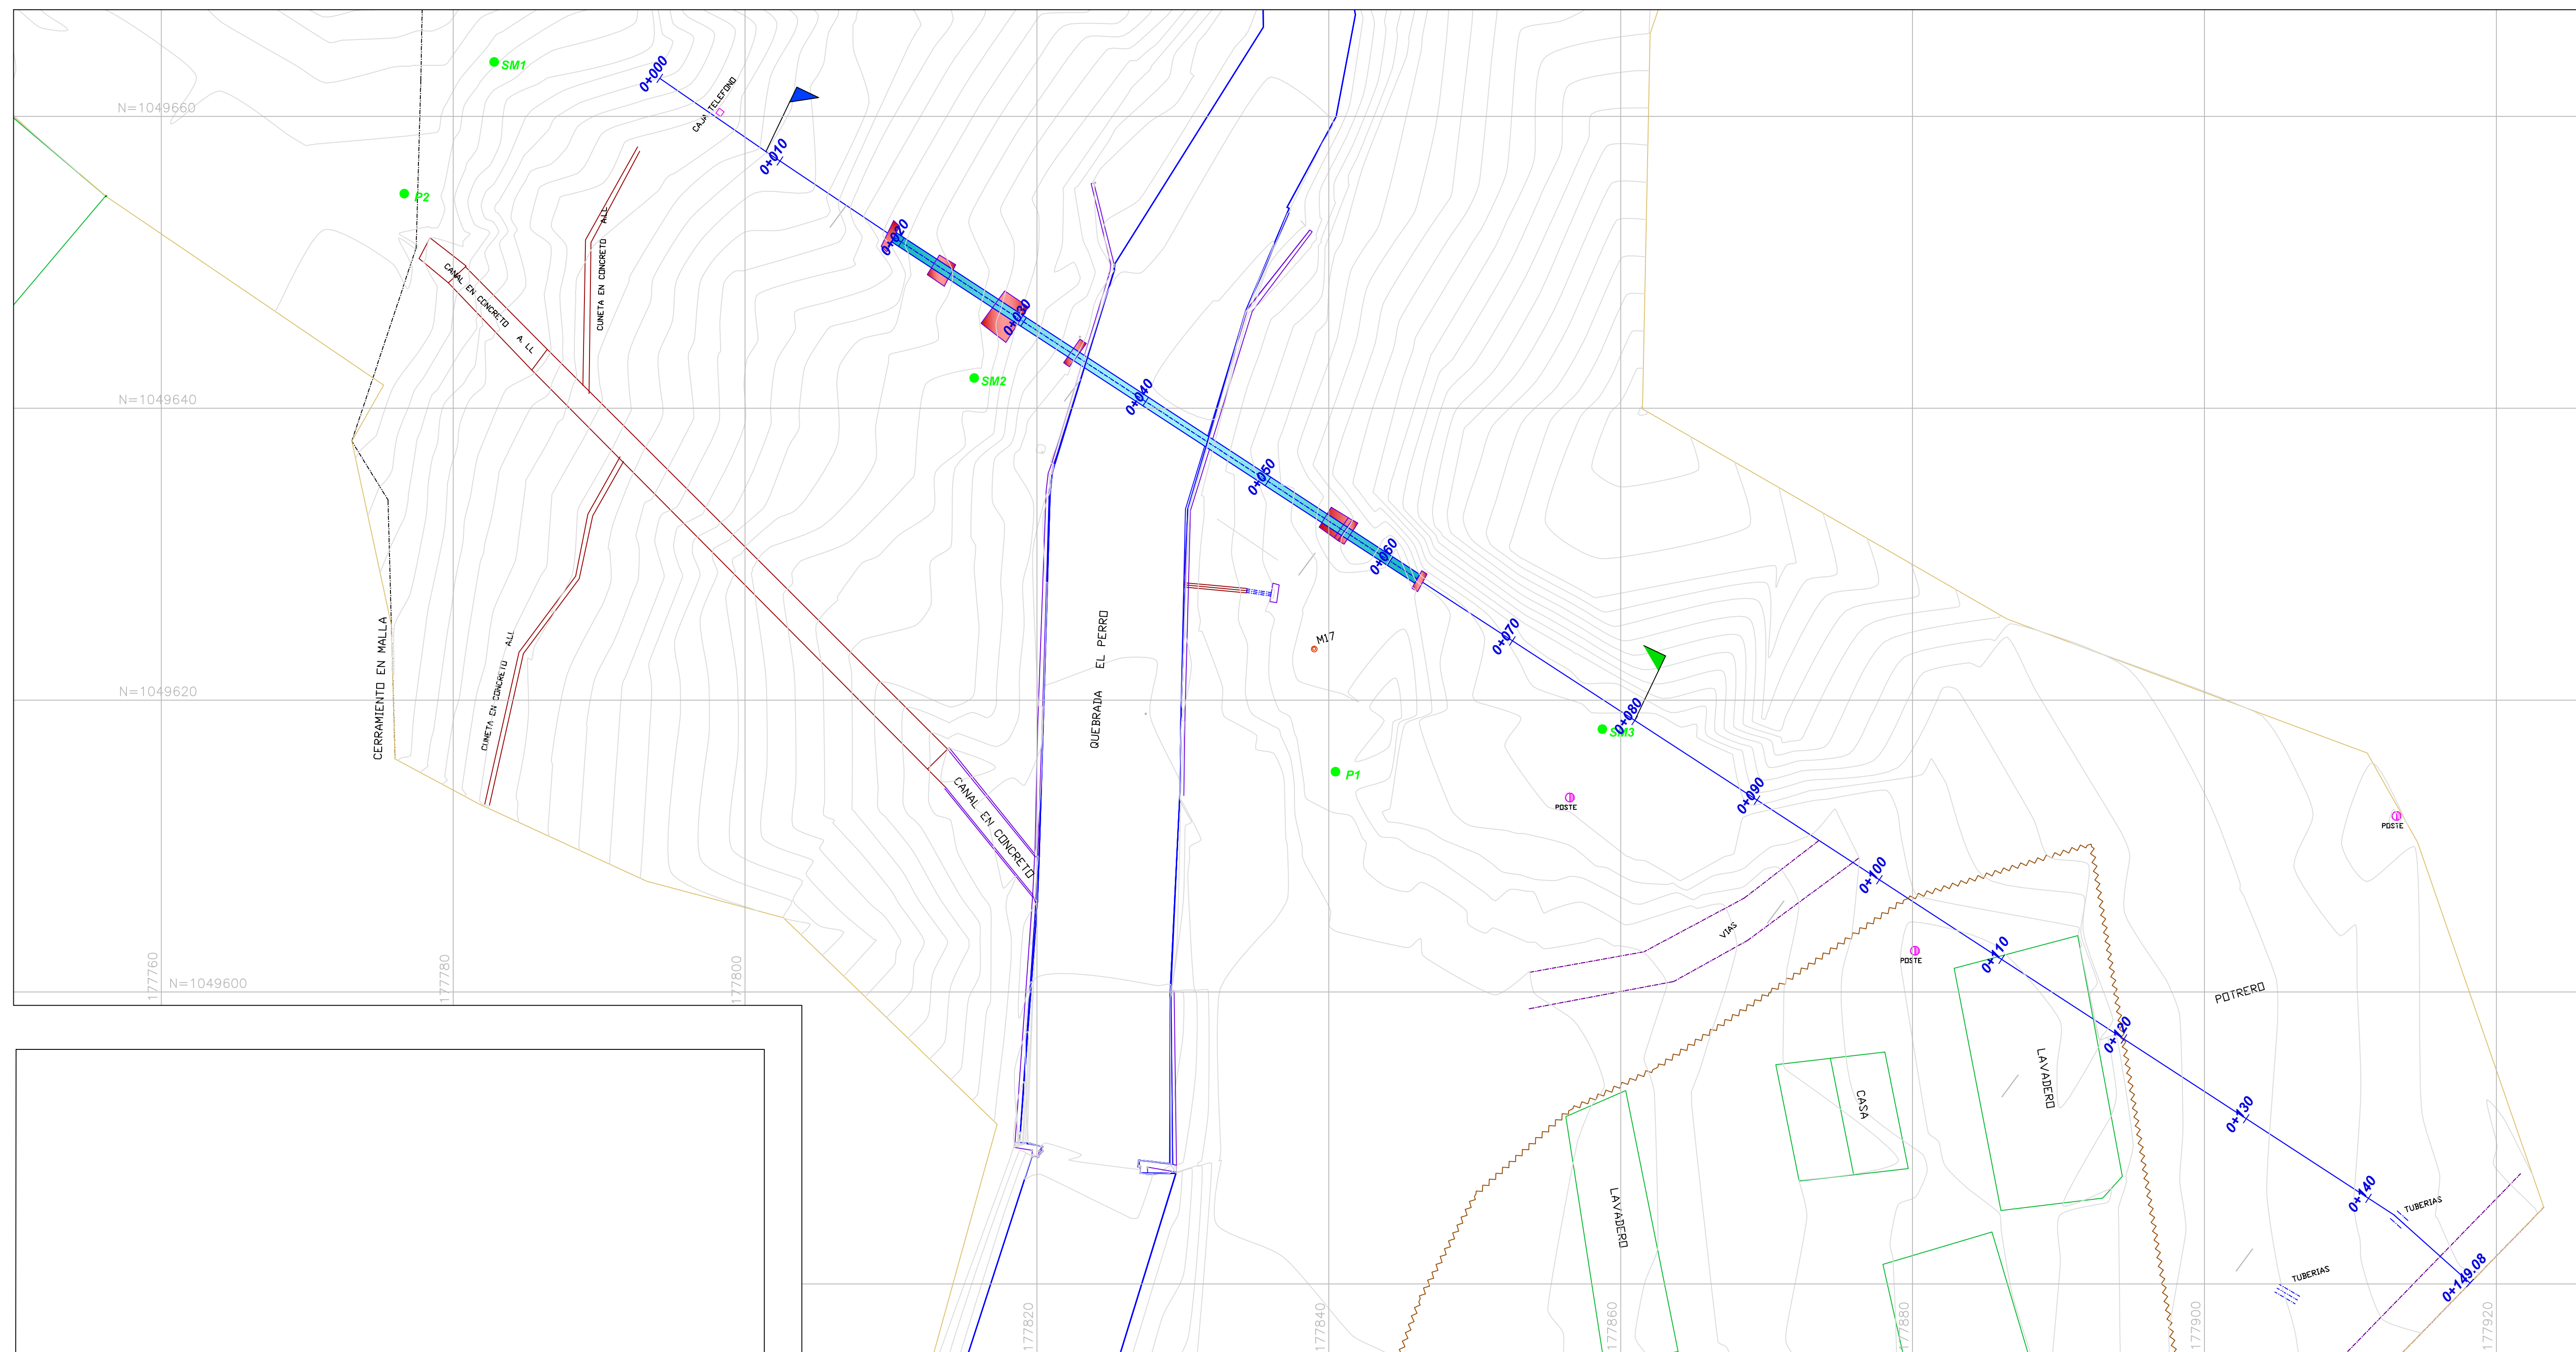 SM1
0+000
CAJA TELEFONO
N=1049660
0+010
P2
0+020
CANAL EN CONCRETO A. LL
CUNETA EN CONCRETO A.LL
0+030
SM2
0+040
N=1049640
0+050
0+060
CERRAMIENTO EN MALLA
CUNETA EN CONCRETO A.LL
QUEBRADA EL PERRO
M17
0+070
N=1049620
0+080
SM3
P1
CANAL EN CONCRETO
POSTE
0+090
POSTE
0+100
VIAS
POSTE
0+110
177760
177780
177800
N=1049600
POTRERO
0+120
LAVADERO
CASA
0+130
LAVADERO
0+140
TUBERIAS
TUBERIAS
0+149.08
177820
177840
177860
177880
177900
177920